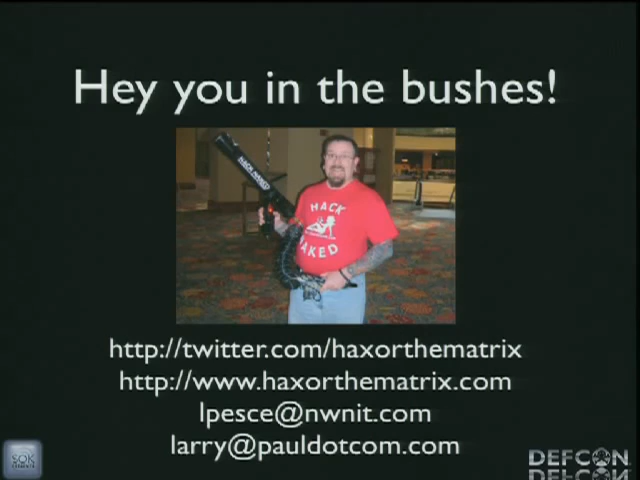 Hey you in the bushes!
HACK NAKED
HACK
NAKED
http://twitter.com/haxorthematrix
http://www.haxorthematrix.com
lpesce@nwnit.com
larry@pauldotcom.com
SOK
DEFCON